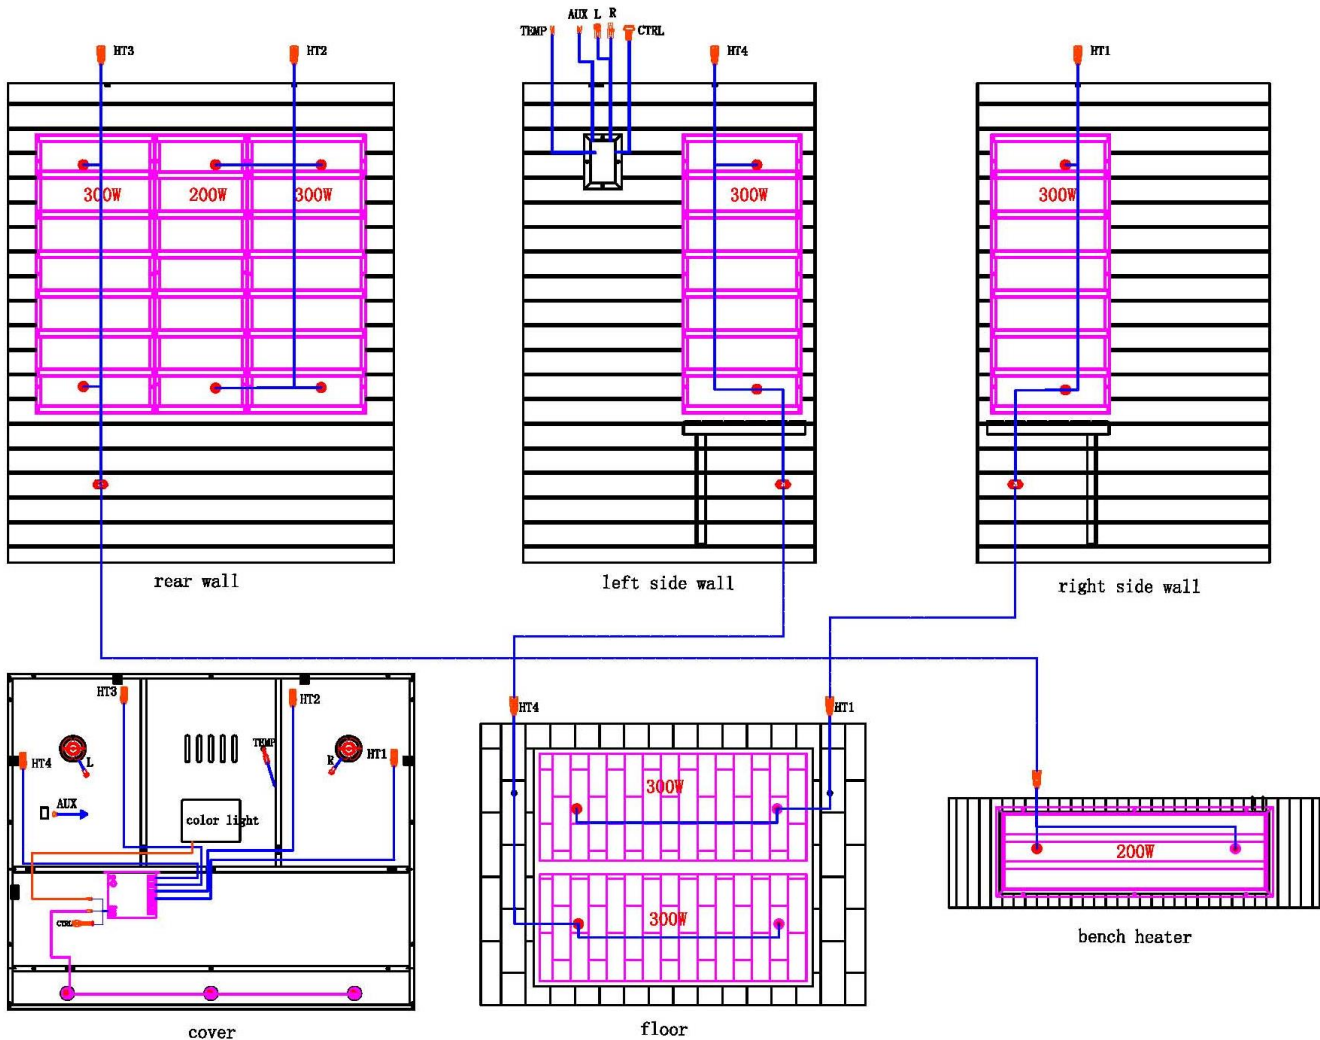 HT3
HT2
AUX L R
TEMP
CTRL
HT4
HT1
300W
200W
300W
300W
300W
rear wall
left side wall
right side wall
HT3
HT2
HT4
HT1
TEMP
L
R
HT1
HT4
AUX
color light
CTRL
300W
300W
200W
cover
floor
bench heater